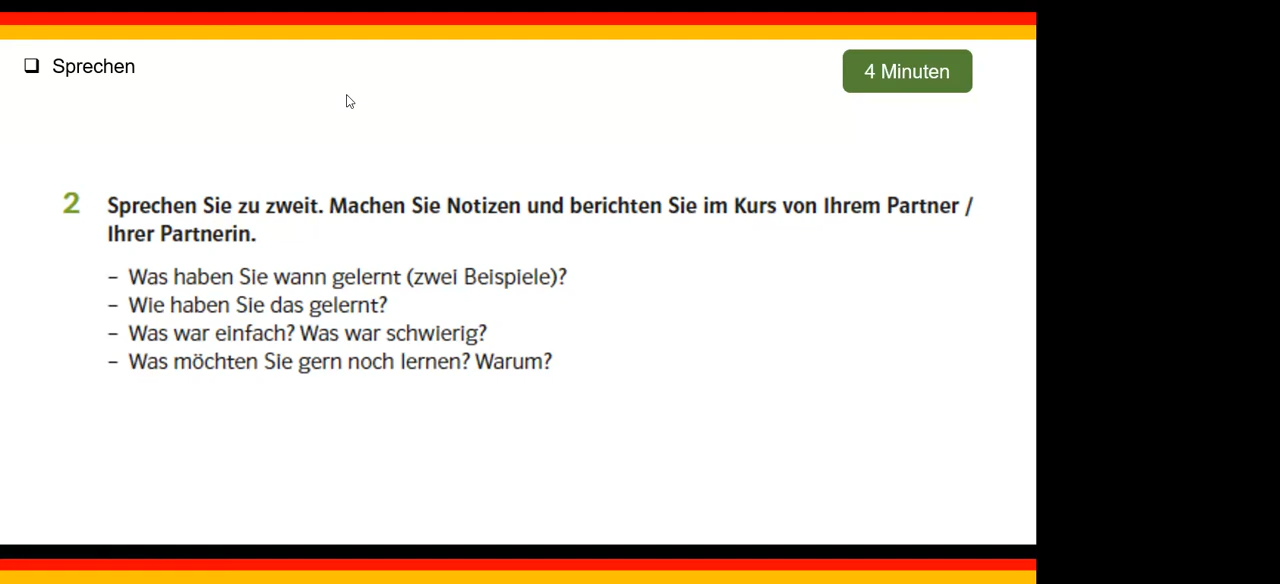 Sprechen
4 Minuten
2 Sprechen Sie zu zweit. Machen Sie Notizen und berichten Sie im Kurs von Ihrem Partner /
Ihrer Partnerin.
– Was haben Sie wann gelernt (zwei Beispiele)?
– Wie haben Sie das gelernt?
– Was war einfach? Was war schwierig?
– Was möchten Sie gern noch lernen? Warum?